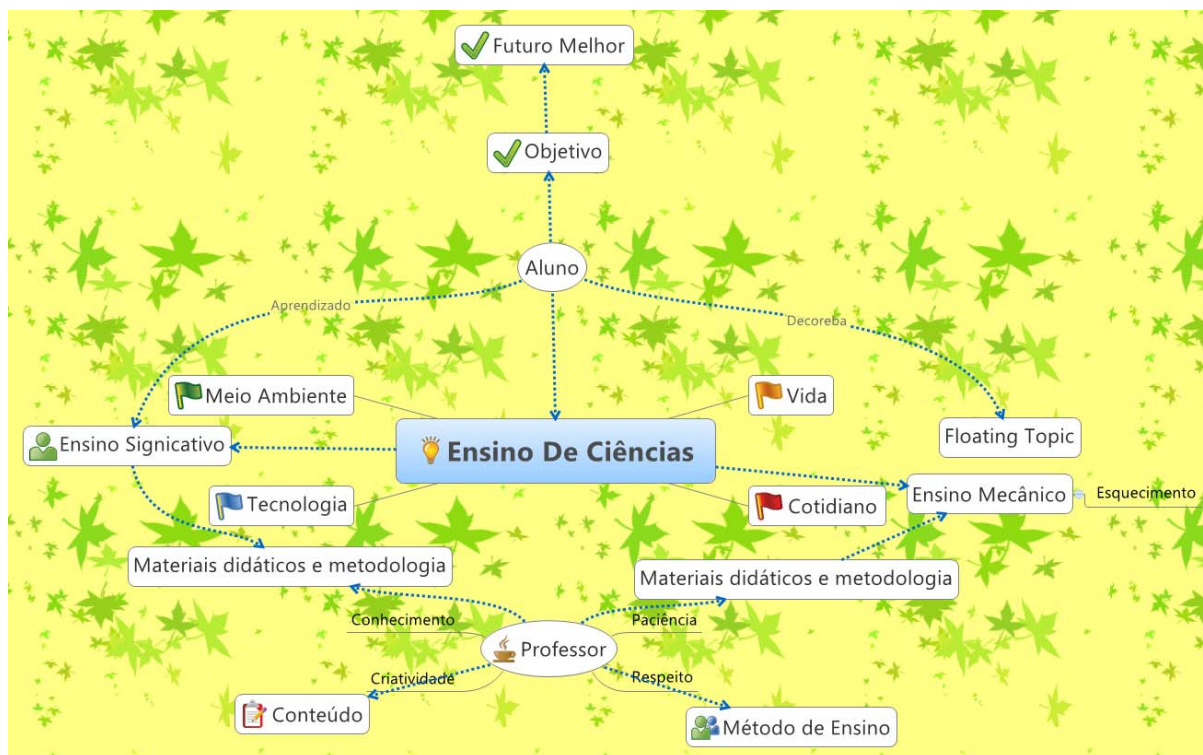 Futuro Melhor
Objetivo
Aluno
Aprendizado
Decoreba
Meio Ambiente
Vida
Ensino Signicativo
Ensino De Ciências
Floating Topic
Tecnologia
Cotidiano
Ensino Mecânico
Esquecimento
Materiais didáticos e metodologia
Materiais didáticos e metodologia
Conhecimento
Paciência
Professor
Criatividade
Respeito
Conteúdo
Método de Ensino